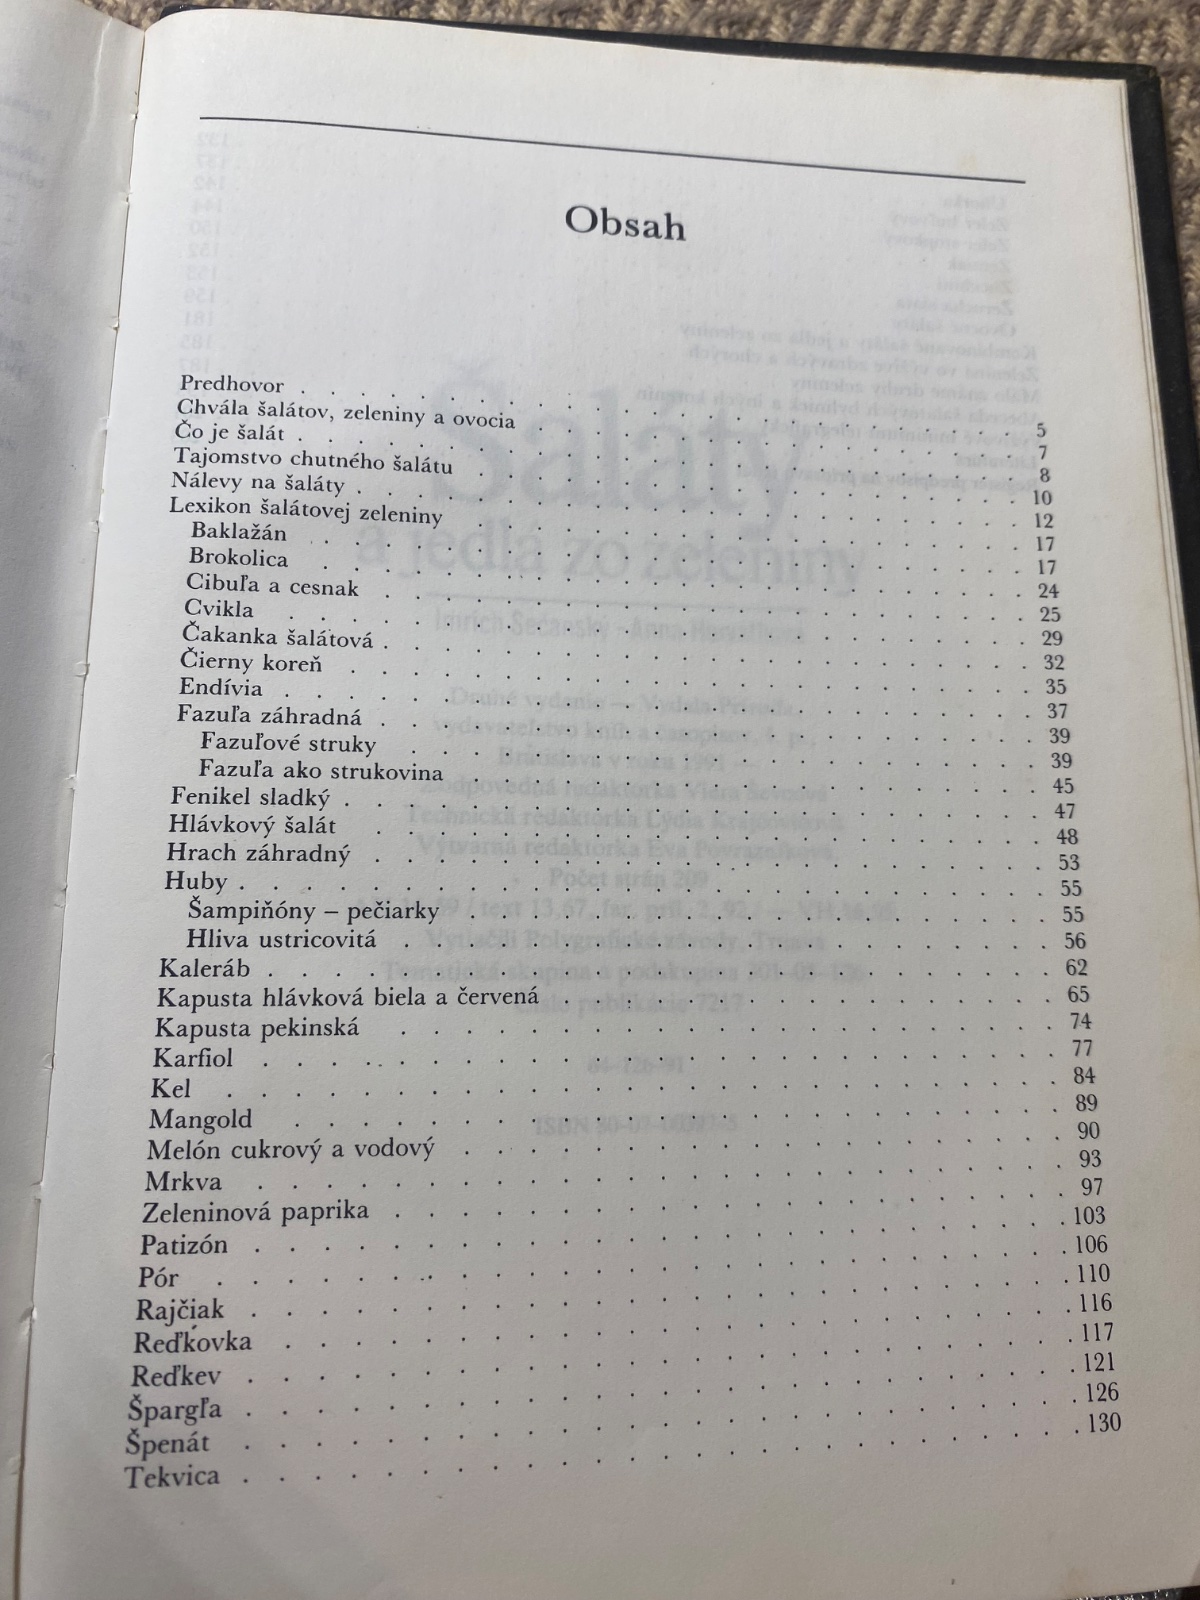 Obsah
Predhovor . . . . . . . . . . 5
Chvála šalátov, zeleniny a ovocia . . . . . . . . . . 7
Čo je šalát . . . . . . . . . . 8
Tajomstvo chutného šalátu . . . . . . . . . . 10
Nálevy na šaláty . . . . . . . . . . 12
Lexikon šalátovej zeleniny . . . . . . . . . . 17
Baklažán . . . . . . . . . . 17
Brokolica . . . . . . . . . . 24
Cibuľa a cesnak . . . . . . . . . . 25
Cvikla . . . . . . . . . . 29
Čakanka šalátová . . . . . . . . . . 32
Čierny koreň . . . . . . . . . . 35
Endívia . . . . . . . . . . 37
Fazuľa záhradná . . . . . . . . . . 39
Fazuľové struky . . . . . . . . . . 39
Fazuľa ako strukovina . . . . . . . . . . 45
Fenikel sladký . . . . . . . . . . 47
Hlávkový šalát . . . . . . . . . . 48
Hrach záhradný . . . . . . . . . . 53
Huby . . . . . . . . . . 55
Šampiňóny – pečiarky . . . . . . . . . . 55
Hliva ustricovitá . . . . . . . . . . 56
Kaleráb . . . . . . . . . . 62
Kapusta hlávková biela a červená . . . . . . . . . . 65
Kapusta pekinská . . . . . . . . . . 74
Karfiol . . . . . . . . . . 77
Kel . . . . . . . . . . 84
Mangold . . . . . . . . . . 89
Melón cukrový a vodový . . . . . . . . . . 90
Mrkva . . . . . . . . . . 93
Zeleninová paprika . . . . . . . . . . 97
Patizón . . . . . . . . . . 103
Pór . . . . . . . . . . 106
Rajčiak . . . . . . . . . . 110
Reďkovka . . . . . . . . . . 116
Reďkev . . . . . . . . . . 117
Špargľa . . . . . . . . . . 121
Špenát . . . . . . . . . . 126
Tekvica . . . . . . . . . . 130